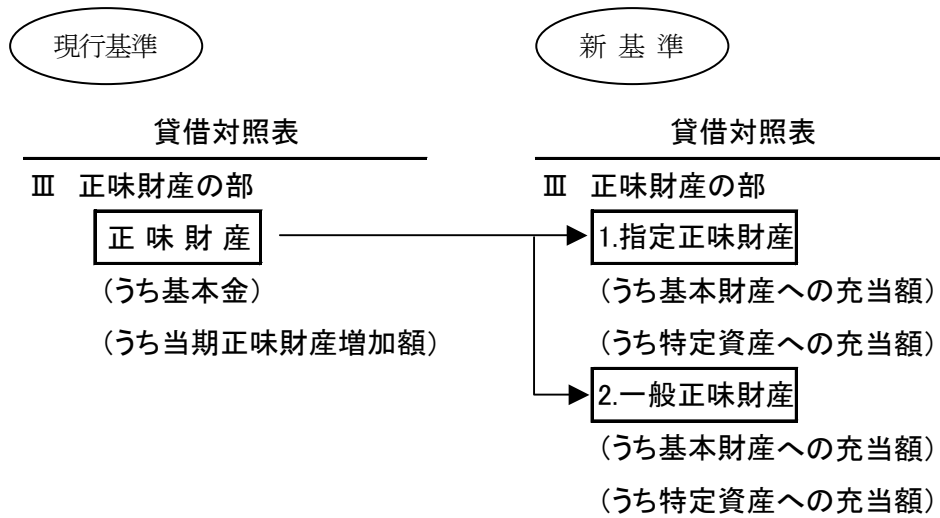 現行基準
貸借対照表
Ⅲ 正味財産の部
正 味 財 産
(うち基本金)
(うち当期正味財産増加額)
新 基 準
貸借対照表
Ⅲ 正味財産の部
1.指定正味財産
(うち基本財産への充当額)
(うち特定資産への充当額)
2.一般正味財産
(うち基本財産への充当額)
(うち特定資産への充当額)